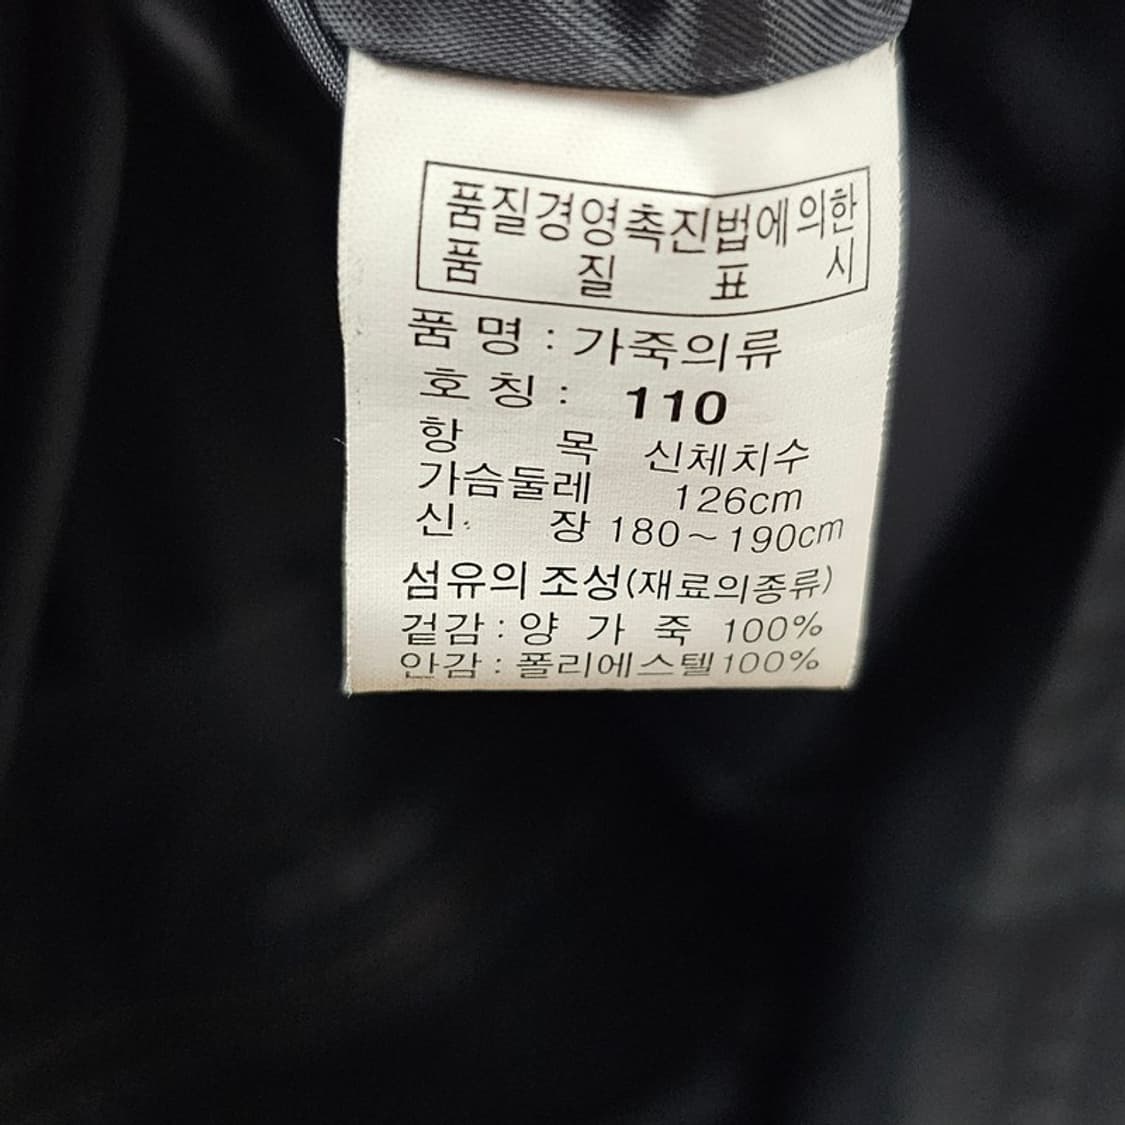 품질경영촉진법에의한
품 질 표 시
품 명 : 가죽의류
호 칭 : 110
항 목 신체치수
가슴둘레 126cm
신 장 180~190cm
섬유의 조성(재료의종류)
겉감 : 양 가 죽 100%
안감 : 폴리에스텔100%